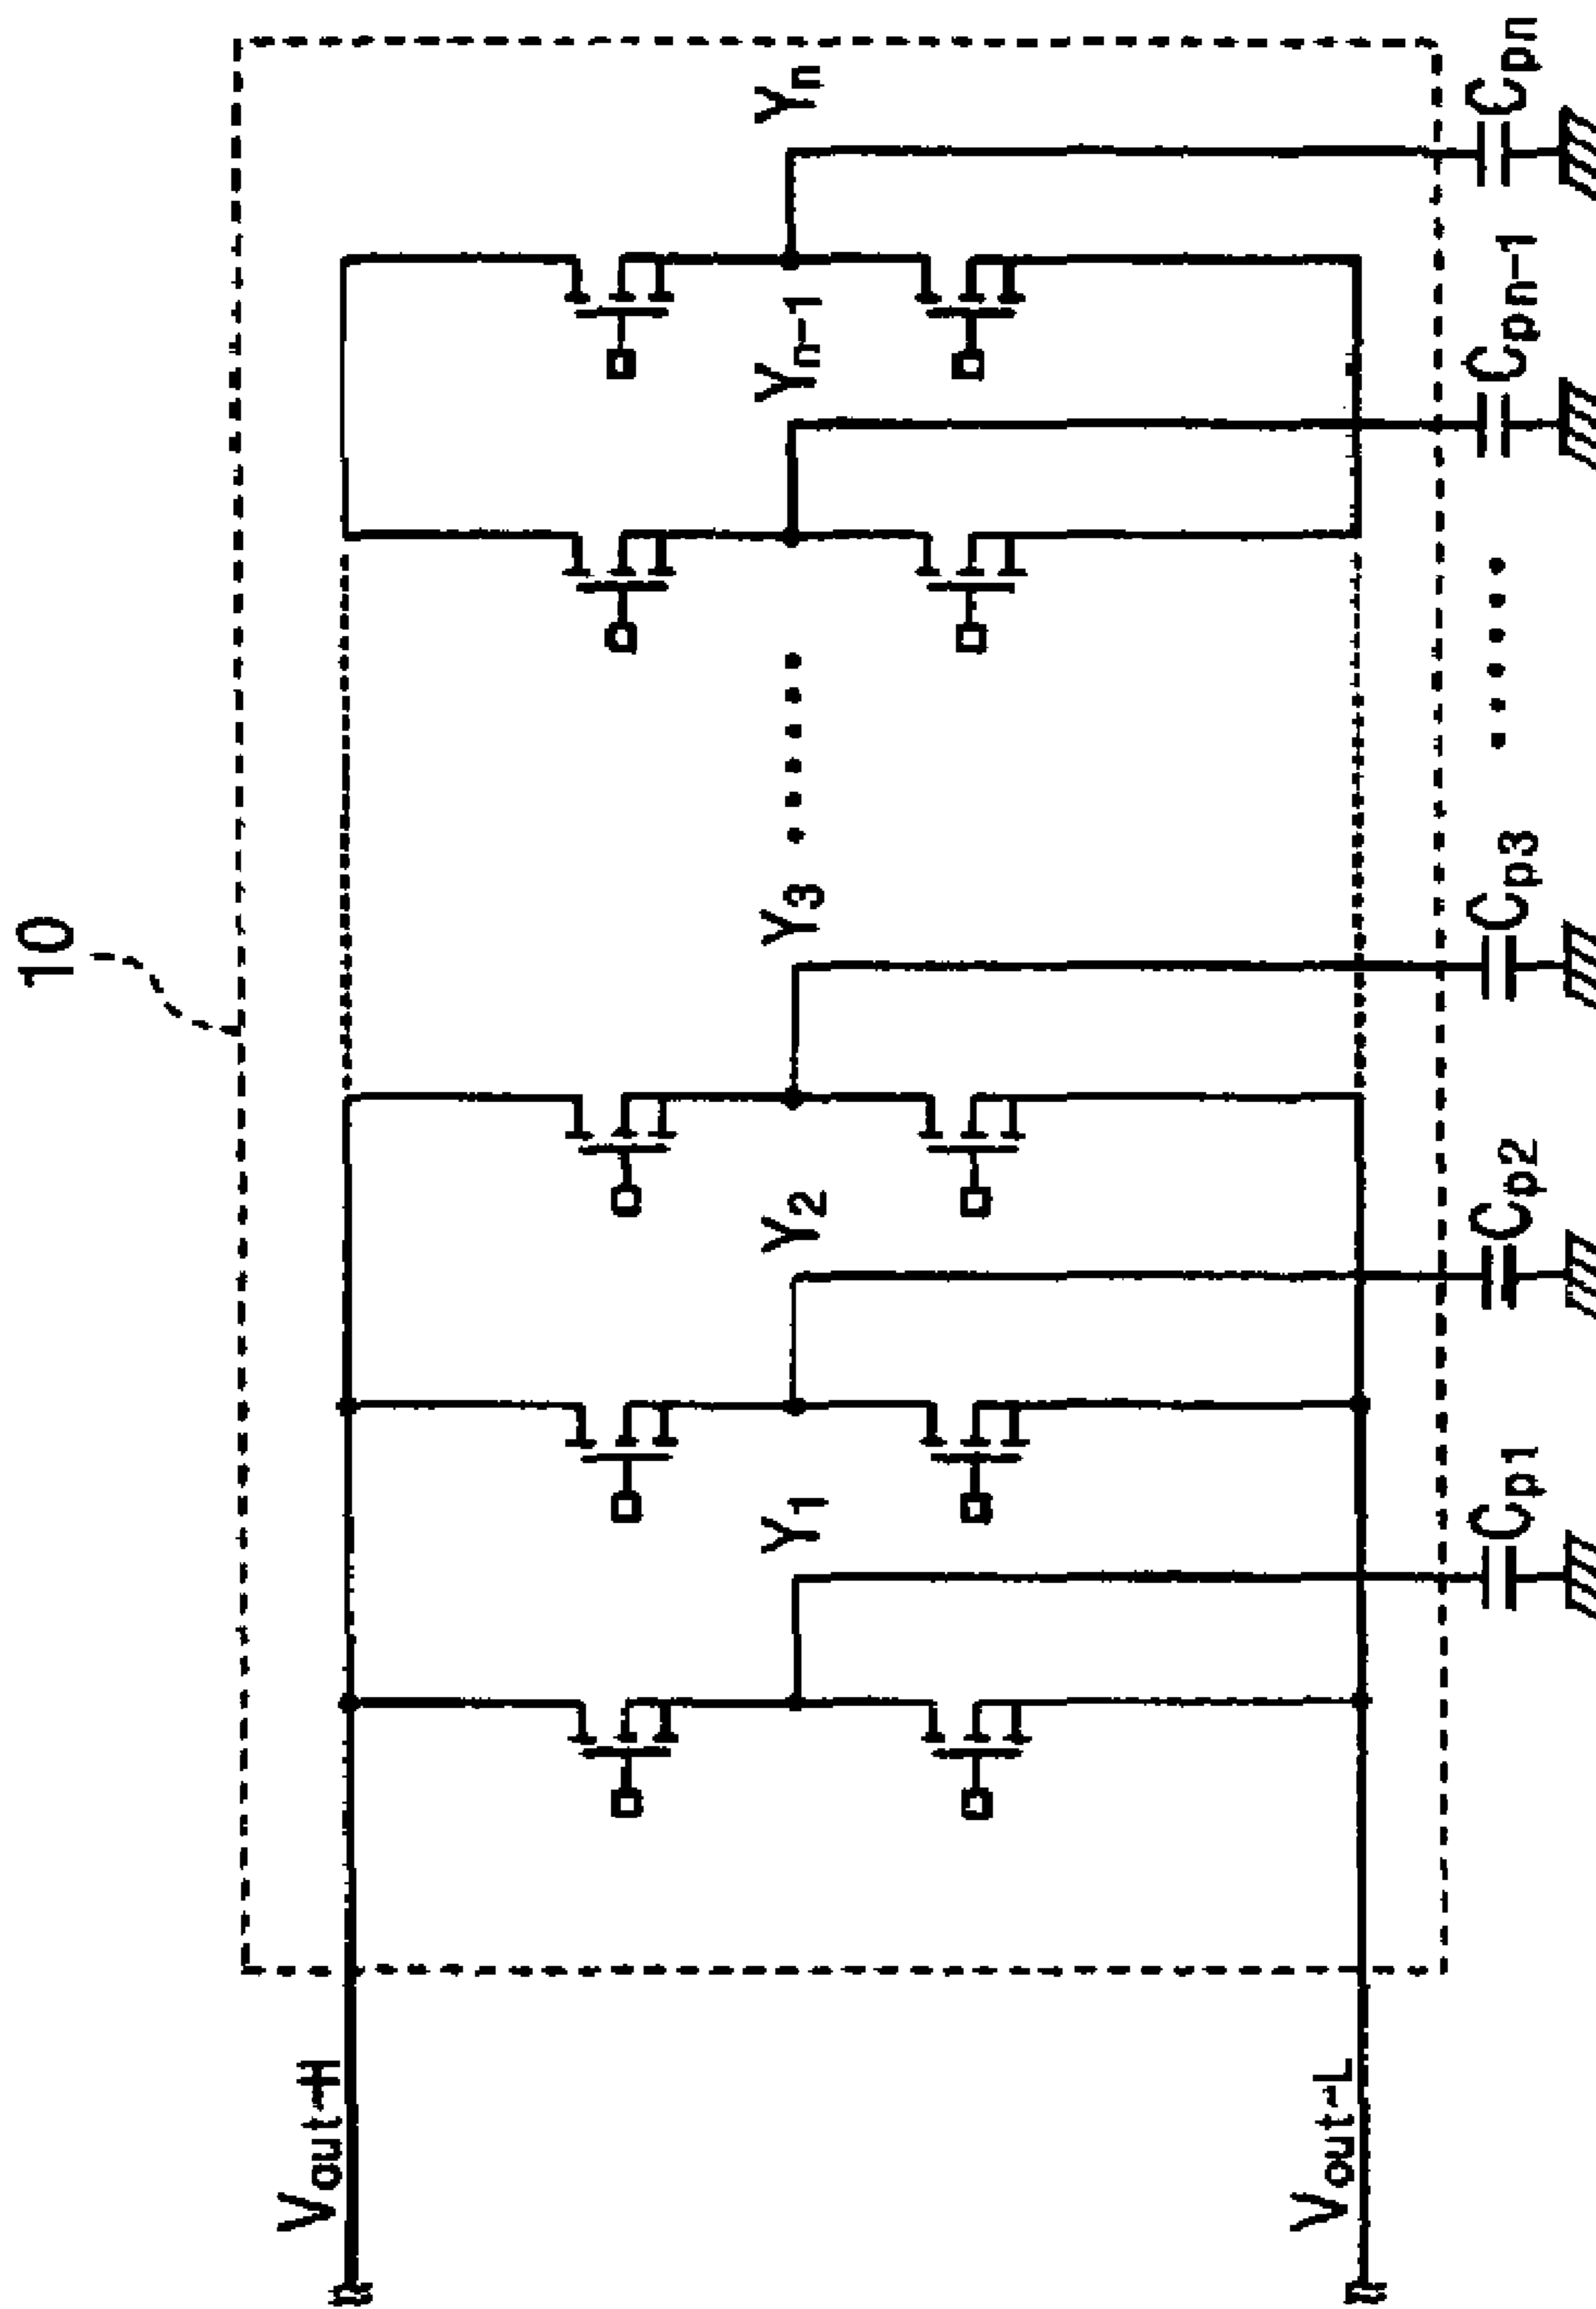 10
Vout-H
Vout-L
Y1
Y2
Y3
Yn-1
Yn
Cp1
Cp2
Cp3
Cpn-1
Cpn